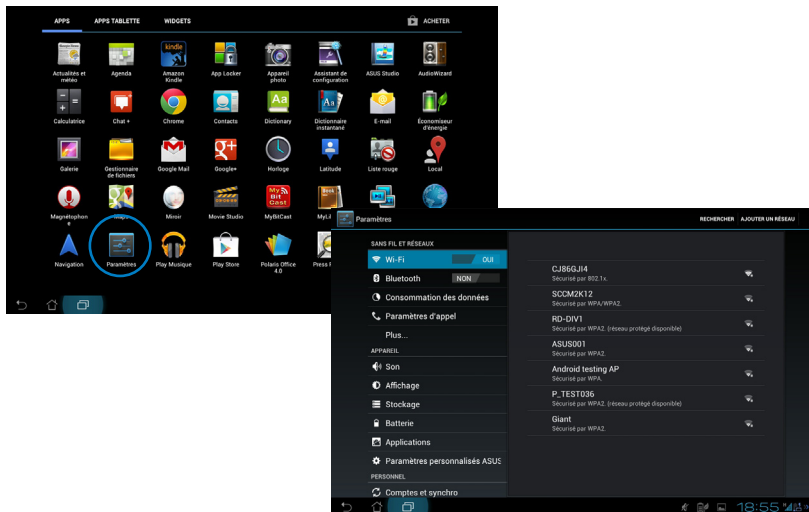 APPS
APPS TABLETTE
WIDGETS
ACHETER
Actualités et
météo
Agenda
Amazon
Kindle
App Locker
Appareil
photo
Assistant de
configuration
ASUS Studio
AudioWizard
Calculatrice
Chat +
Chrome
Contacts
Dictionary
Dictionnaire
instantané
E-mail
Économiseur
d'énergie
Galerie
Gestionnaire
de fichiers
Google Mail
Google+
Horloge
Latitude
Liste rouge
Local
Magnétophon
e
Maps
Miroir
Movie Studio
MyBitCast
Navigation
Paramètres
Play Musique
Play Store
Polaris Office
4.0
Paramètres
RECHERCHER
AJOUTER UN RÉSEAU
SANS FIL ET RÉSEAUX
Wi-Fi OUI
Bluetooth NON
Consommation des données
Paramètres d'appel
Plus...
APPAREIL
Son
Affichage
Stockage
Batterie
Applications
Paramètres personnalisés ASUS
PERSONNEL
Comptes et synchro
CJ86GJI4
Sécurisé par 802.1x.
SCCM2K12
Sécurisé par WPA/WPA2.
RD-DIV1
Sécurisé par WPA2. (réseau protégé disponible)
ASUS001
Sécurisé par WPA2.
Android testing AP
Sécurisé par WPA.
P_TEST036
Sécurisé par WPA2. (réseau protégé disponible)
Giant
Sécurisé par WPA2.
18:55